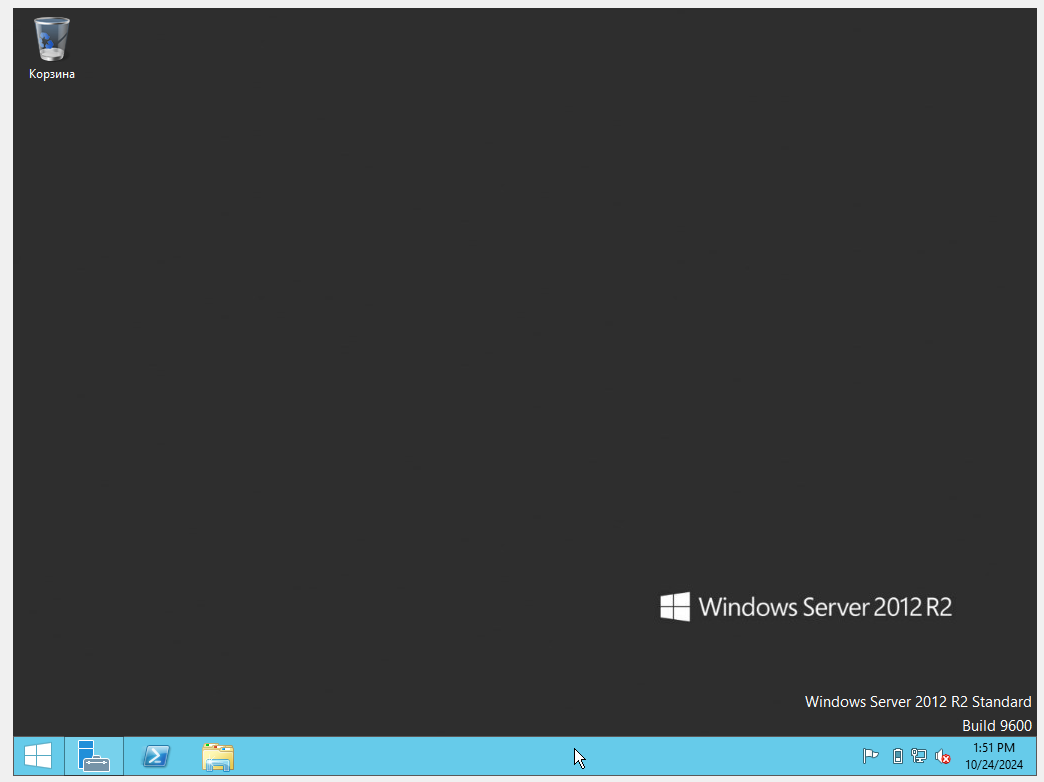 Корзина
Windows Server 2012 R2
Windows Server 2012 R2 Standard
Build 9600
1:51 PM
10/24/2024